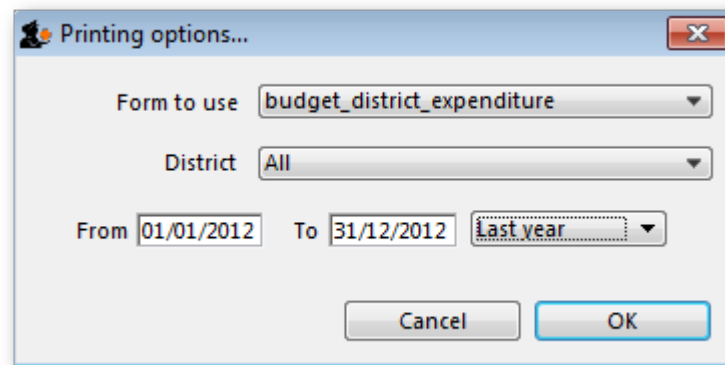 Printing options...
Form to use budget_district_expenditure
District All
From 01/01/2012 To 31/12/2012 Last year
Cancel OK